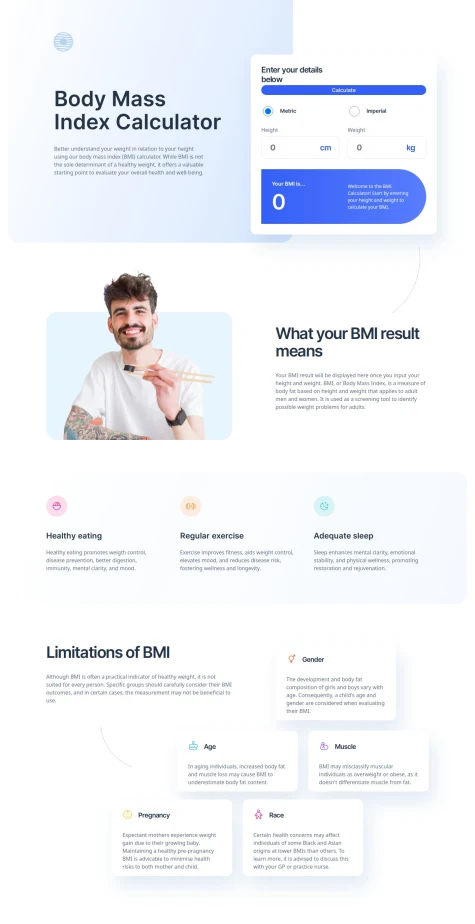 Body Mass
Index Calculator
Better understand your weight in relation to your height
using our body mass index (BMI) calculator. While BMI is not
the sole determinant of a healthy weight, it offers a valuable
starting point to evaluate your overall health and well-being.
Enter your details
below
Calculate
Metric
Imperial
Height
Weight
0 cm
0 kg
Your BMI is...
0
Welcome to the BMI
Calculator! Start by entering
your height and weight to
calculate your BMI.
What your BMI result
means
Your BMI result will be displayed here once you input your
height and weight. BMI, or Body Mass Index, is a measure of
body fat based on height and weight that applies to adult
men and women. It is used as a screening tool to identify
possible weight problems for adults.
Healthy eating
Healthy eating promotes weigth control,
disease prevention, better digestion,
immunity, mental clarity, and mood.
Regular exercise
Exercise improves fitness, aids weight control,
elevates mood, and reduces disease risk,
fostering wellness and longevity.
Adequate sleep
Sleep enhances mental clarity, emotional
stability, and physical wellness, promoting
restoration and rejuvenation.
Limitations of BMI
Although BMI is often a practical indicator of healthy weight, it is not
suited for every person. Specific groups should carefully consider their BMI
outcomes, and in certain cases, the measurement may not be beneficial to
use.
Gender
The development and body fat
composition of girls and boys vary with
age. Consequently, a child's age and
gender are considered when evaluating
their BMI.
Age
In aging individuals, increased body fat
and muscle loss may cause BMI to
underestimate body fat content.
Muscle
BMI may misclassify muscular
individuals as overweight or obese, as it
doesn't differentiate muscle from fat.
Pregnancy
Expectant mothers experience weight
gain due to their growing baby.
Maintaining a healthy pre-pregnancy
BMI is advicable to minimise health
risks to both mother and child.
Race
Certain health concerns may affect
individuals of some Black and Asian
origins at lower BMIs than others. To
learn more, it is advised to discuss this
with your GP or practice nurse.